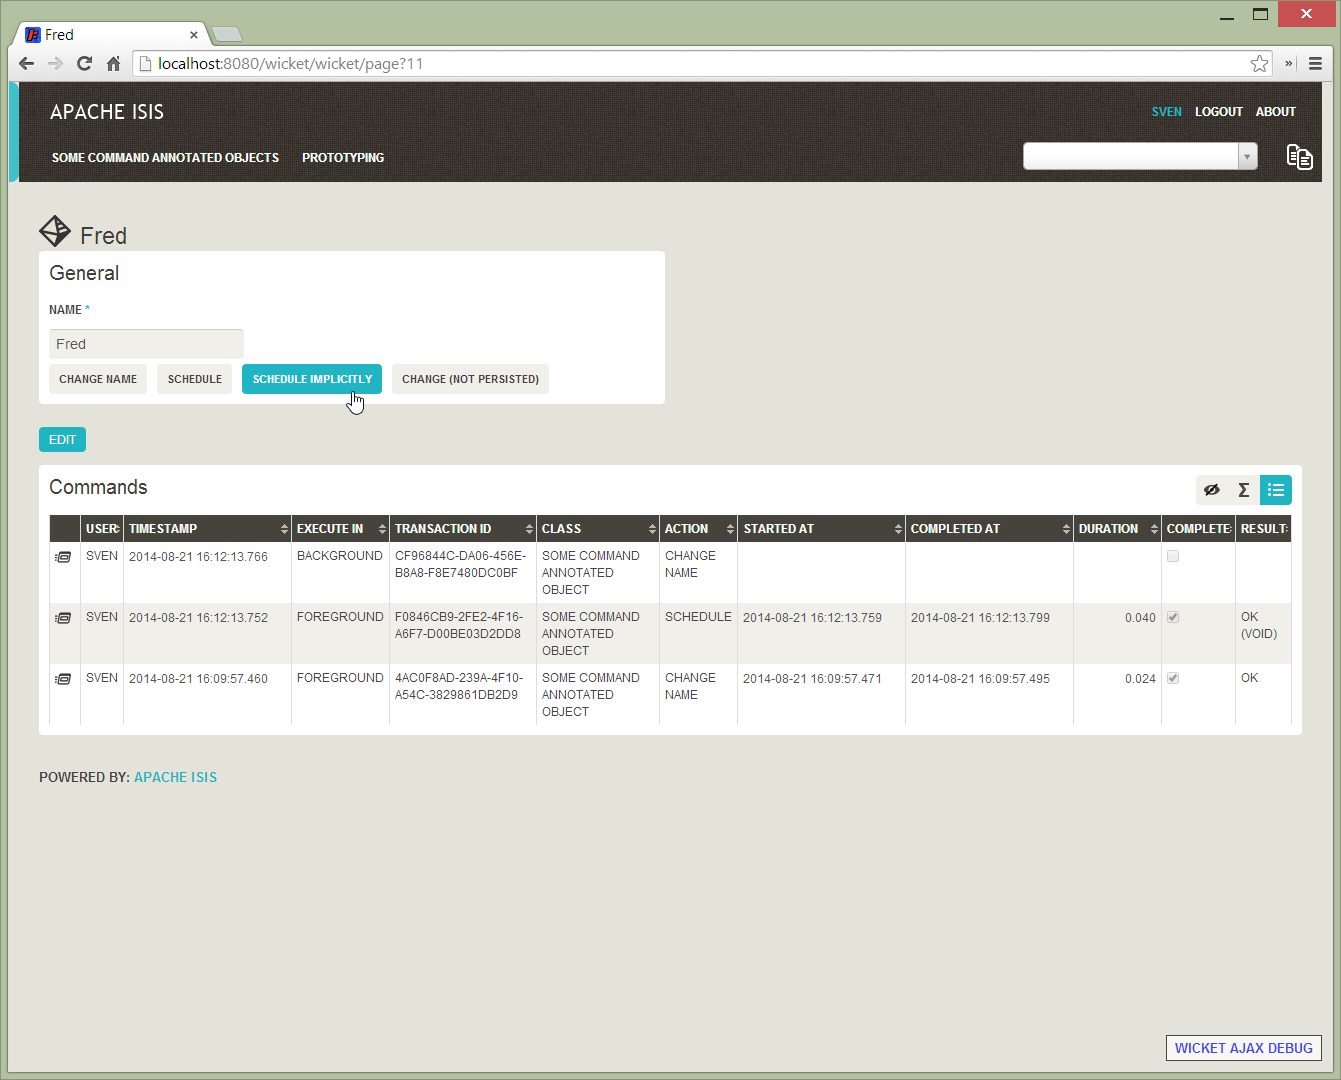 Fred
localhost:8080/wicket/wicket/page?11
APACHE ISIS
SVEN LOGOUT ABOUT
SOME COMMAND ANNOTATED OBJECTS PROTOTYPING
Fred
General
NAME *
Fred
CHANGE NAME SCHEDULE SCHEDULE IMPLICITLY CHANGE (NOT PERSISTED)
EDIT
Commands
USER TIMESTAMP EXECUTE IN TRANSACTION ID CLASS ACTION STARTED AT COMPLETED AT DURATION COMPLETE RESULT
SVEN 2014-08-21 16:12:13.766 BACKGROUND CF96844C-DA06-456E- SOME COMMAND CHANGE
B8A8-F8E7480DC0BF ANNOTATED NAME
OBJECT
SVEN 2014-08-21 16:12:13.752 FOREGROUND F0846CB9-2FE2-4F16- SOME COMMAND SCHEDULE 2014-08-21 16:12:13.759 2014-08-21 16:12:13.799 0.040 OK
A6F7-D00BE03D2DD8 ANNOTATED (VOID)
OBJECT
SVEN 2014-08-21 16:09:57.460 FOREGROUND 4AC0F8AD-239A-4F10- SOME COMMAND CHANGE 2014-08-21 16:09:57.471 2014-08-21 16:09:57.495 0.024 OK
A54C-3829861DB2D9 ANNOTATED NAME
OBJECT
POWERED BY: APACHE ISIS
WICKET AJAX DEBUG